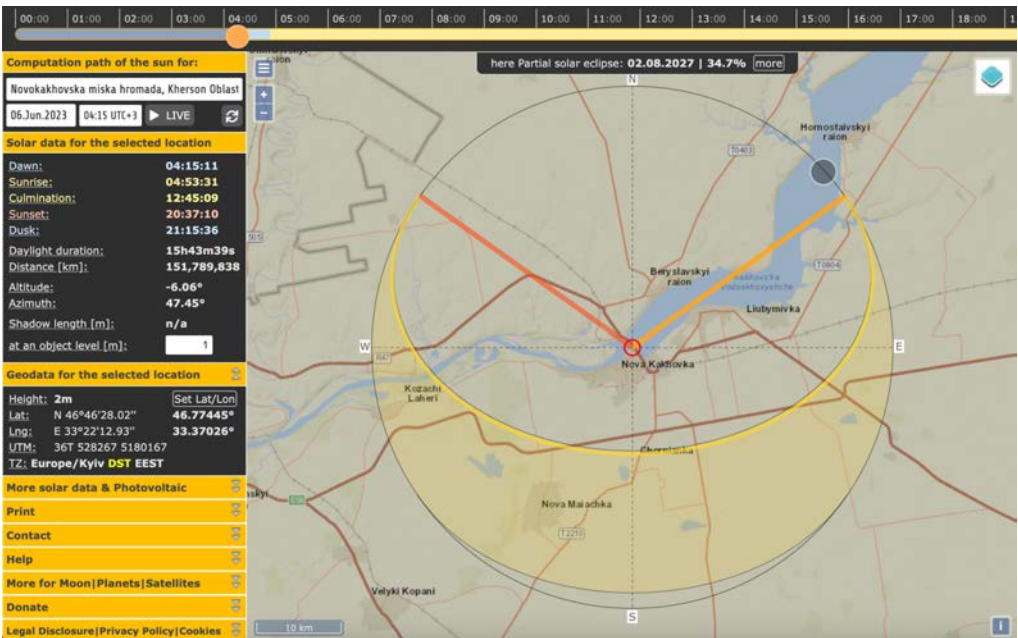 00:00 01:00 02:00 03:00 04:00 05:00 06:00 07:00 08:00 09:00 10:00 11:00 12:00 13:00 14:00 15:00 16:00 17:00 18:00 1
Computation path of the sun for:
Novokakhovska miska hromada, Kherson Oblast
06.Jun.2023 04:15 UTC+3 LIVE
Solar data for the selected location
Dawn: 04:15:11
Sunrise: 04:53:31
Culmination: 12:45:09
Sunset: 20:37:10
Dusk: 21:15:36
Daylight duration: 15h43m39s
Distance [km]: 151,789,838
Altitude: -6.06°
Azimuth: 47.45°
Shadow length [m]: n/a
at an object level [m]: 1
Geodata for the selected location
Height: 2m Set Lat/Lon
Lat: N 46°46'28.02'' 46.77445°
Lng: E 33°22'12.93'' 33.37026°
UTM: 36T 528267 5180167
TZ: Europe/Kyiv DST EEST
More solar data & Photovoltaic
Print
Contact
Help
More for Moon|Planets|Satellites
Donate
Legal Disclosure|Privacy Policy|Cookies
raion
here Partial solar eclipse: 02.08.2027 | 34.7% more
+
-
N
Hornostaivskyi
raion
T0403
T0804
Beryslavskyi
raion
Liubymivka
W
E
Nova Kakhovka
Kozachi
Laheri
Chornianka
Nova Maiachka
T2210
Velyki Kopani
S
10 km
i